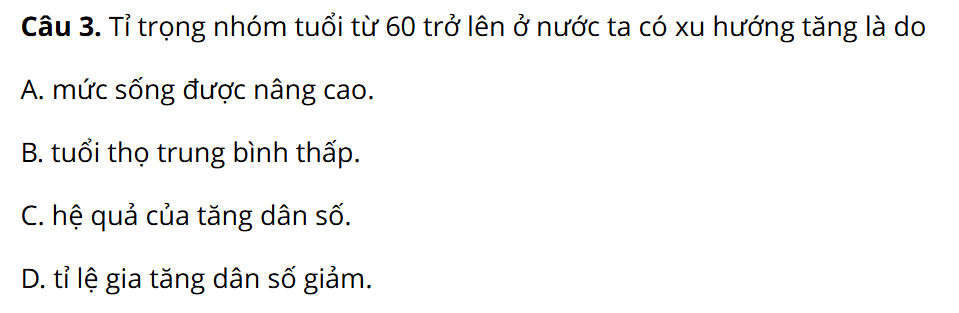 Câu 3. Tỉ trọng nhóm tuổi từ 60 trở lên ở nước ta có xu hướng tăng là do
A. mức sống được nâng cao.
B. tuổi thọ trung bình thấp.
C. hệ quả của tăng dân số.
D. tỉ lệ gia tăng dân số giảm.